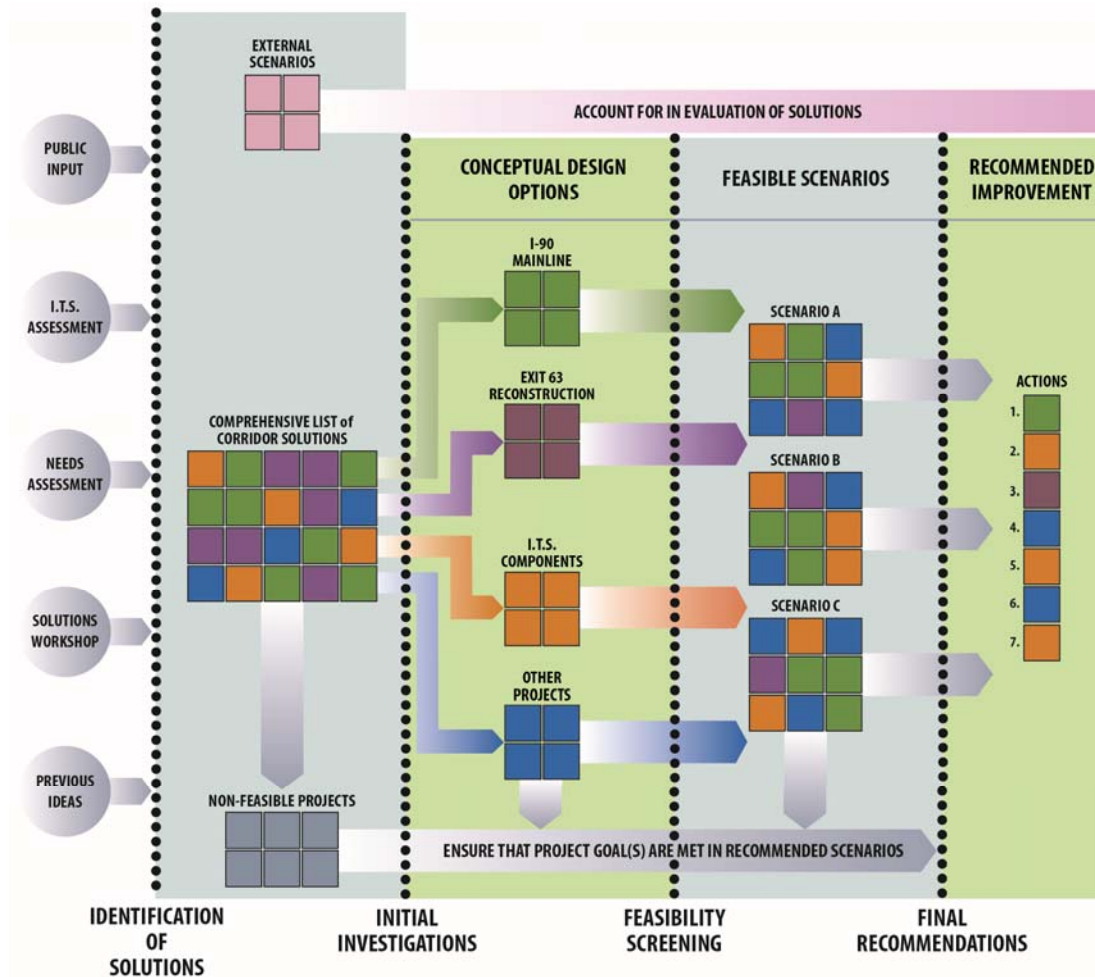 EXTERNAL
SCENARIOS
ACCOUNT FOR IN EVALUATION OF SOLUTIONS
PUBLIC
INPUT
I.T.S.
ASSESSMENT
NEEDS
ASSESSMENT
SOLUTIONS
WORKSHOP
PREVIOUS
IDEAS
COMPREHENSIVE LIST of
CORRIDOR SOLUTIONS
NON-FEASIBLE PROJECTS
CONCEPTUAL DESIGN
OPTIONS
I-90
MAINLINE
EXIT 63
RECONSTRUCTION
I.T.S.
COMPONENTS
OTHER
PROJECTS
FEASIBLE SCENARIOS
SCENARIO A
SCENARIO B
SCENARIO C
RECOMMENDED
IMPROVEMENT
ACTIONS
1.
2.
3.
4.
5.
6.
7.
ENSURE THAT PROJECT GOAL(S) ARE MET IN RECOMMENDED SCENARIOS
IDENTIFICATION
OF
SOLUTIONS
INITIAL
INVESTIGATIONS
FEASIBILITY
SCREENING
FINAL
RECOMMENDATIONS